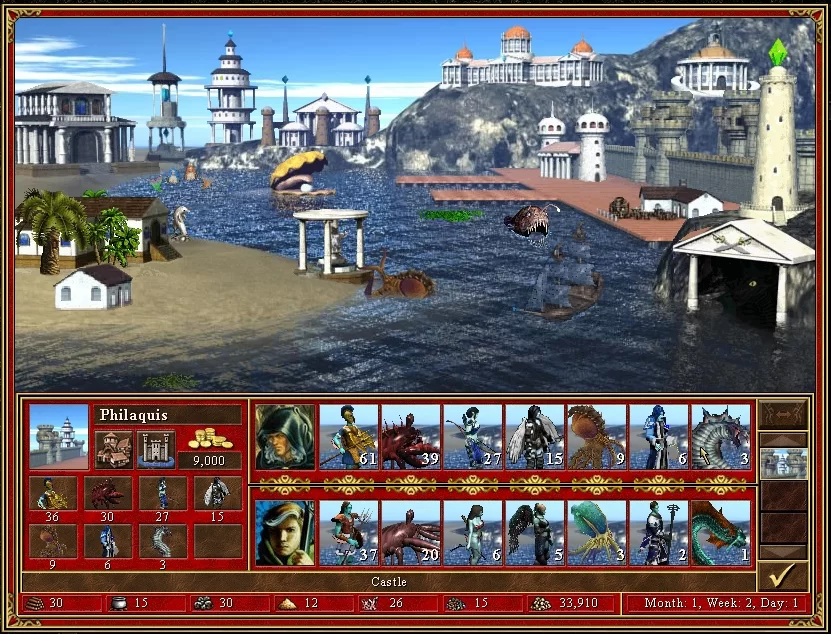 Philaquis
9,000
61 39 27 15 9 6 3
36 30 27 15
9 6 3
37 20 6 5 3 2 1
Castle
30 15 30 12 26 15 33,910 Month: 1, Week: 2, Day: 1